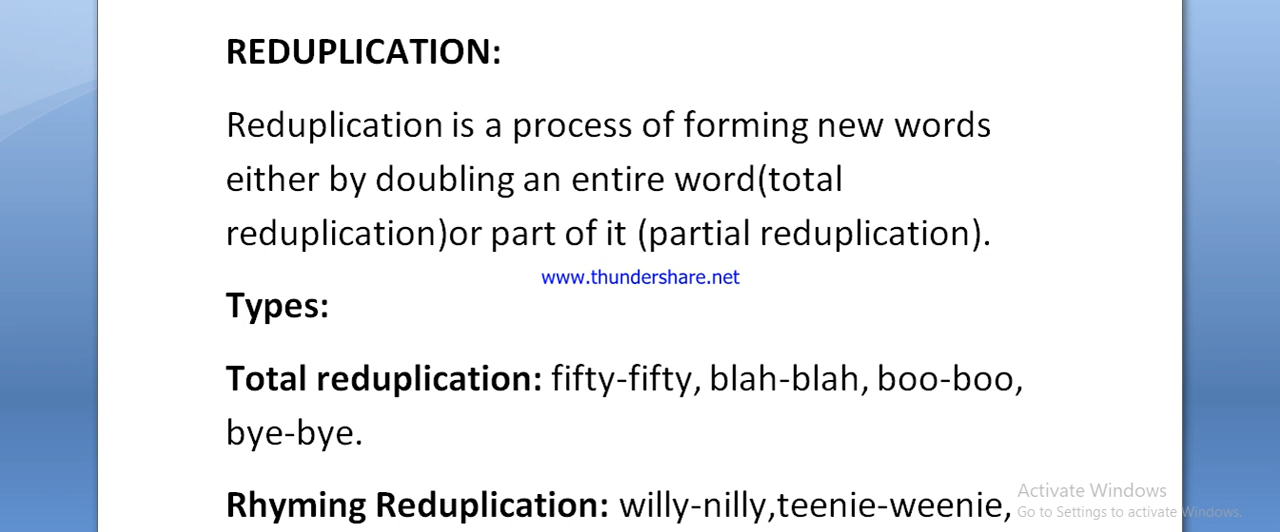 REDUPLICATION:
Reduplication is a process of forming new words
either by doubling an entire word(total
reduplication)or part of it (partial reduplication).
www.thundershare.net
Types:
Total reduplication: fifty-fifty, blah-blah, boo-boo,
bye-bye.
Rhyming Reduplication: willy-nilly,teenie-weenie,
Activate Windows
Go to Settings to activate Windows.